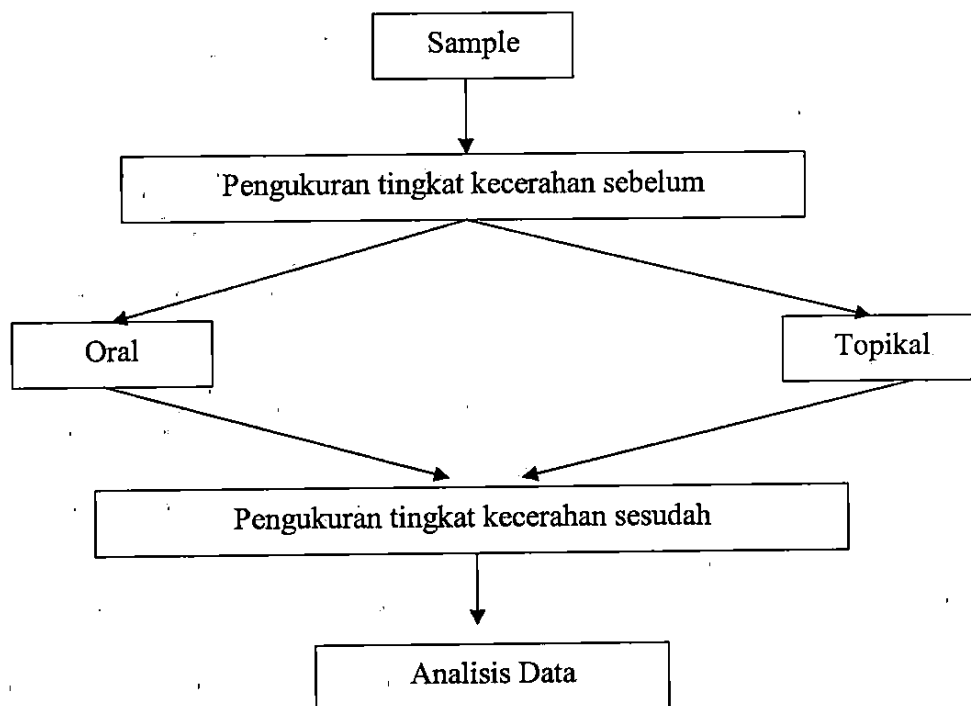 Sample
Pengukuran tingkat kecerahan sebelum
Oral
Topikal
Pengukuran tingkat kecerahan sesudah
Analisis Data